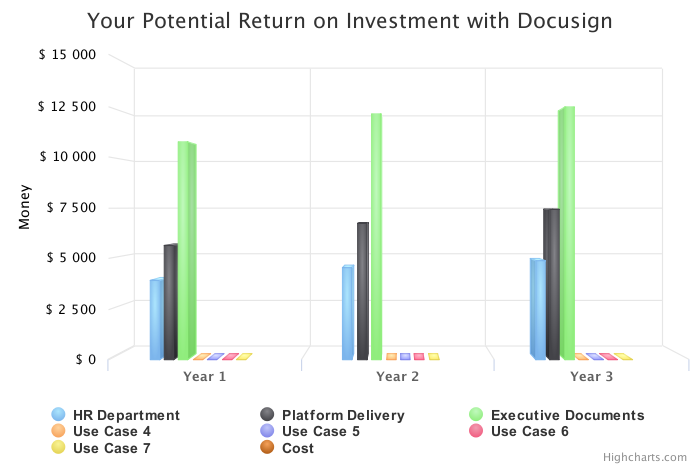 Your Potential Return on Investment with Docusign
$ 15 000
$ 12 500
$ 10 000
$ 7 500
$ 5 000
$ 2 500
$ 0
Money
Year 1 Year 2 Year 3
HR Department Platform Delivery Executive Documents
Use Case 4 Use Case 5 Use Case 6
Use Case 7 Cost
Highcharts.com